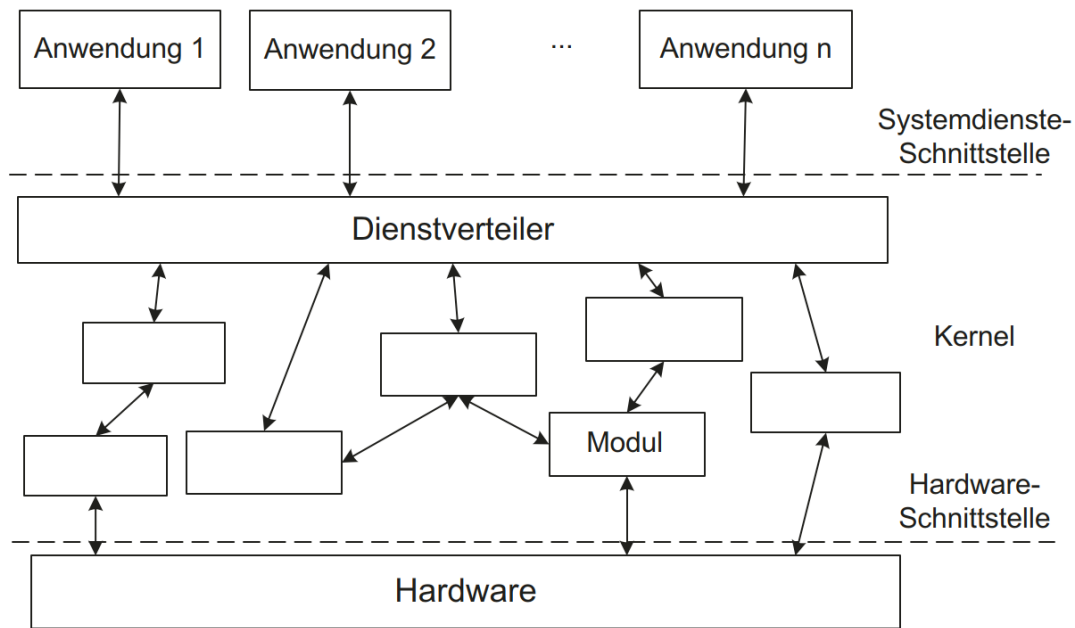 Anwendung 1
Anwendung 2
...
Anwendung n
Systemdienste-
Schnittstelle
Dienstverteiler
Kernel
Modul
Hardware-
Schnittstelle
Hardware